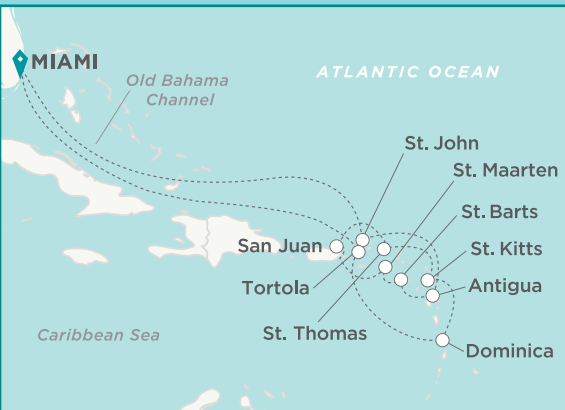 MIAMI
Old Bahama
Channel
ATLANTIC OCEAN
St. John
St. Maarten
St. Barts
San Juan
St. Kitts
Tortola
Antigua
St. Thomas
Caribbean Sea
Dominica